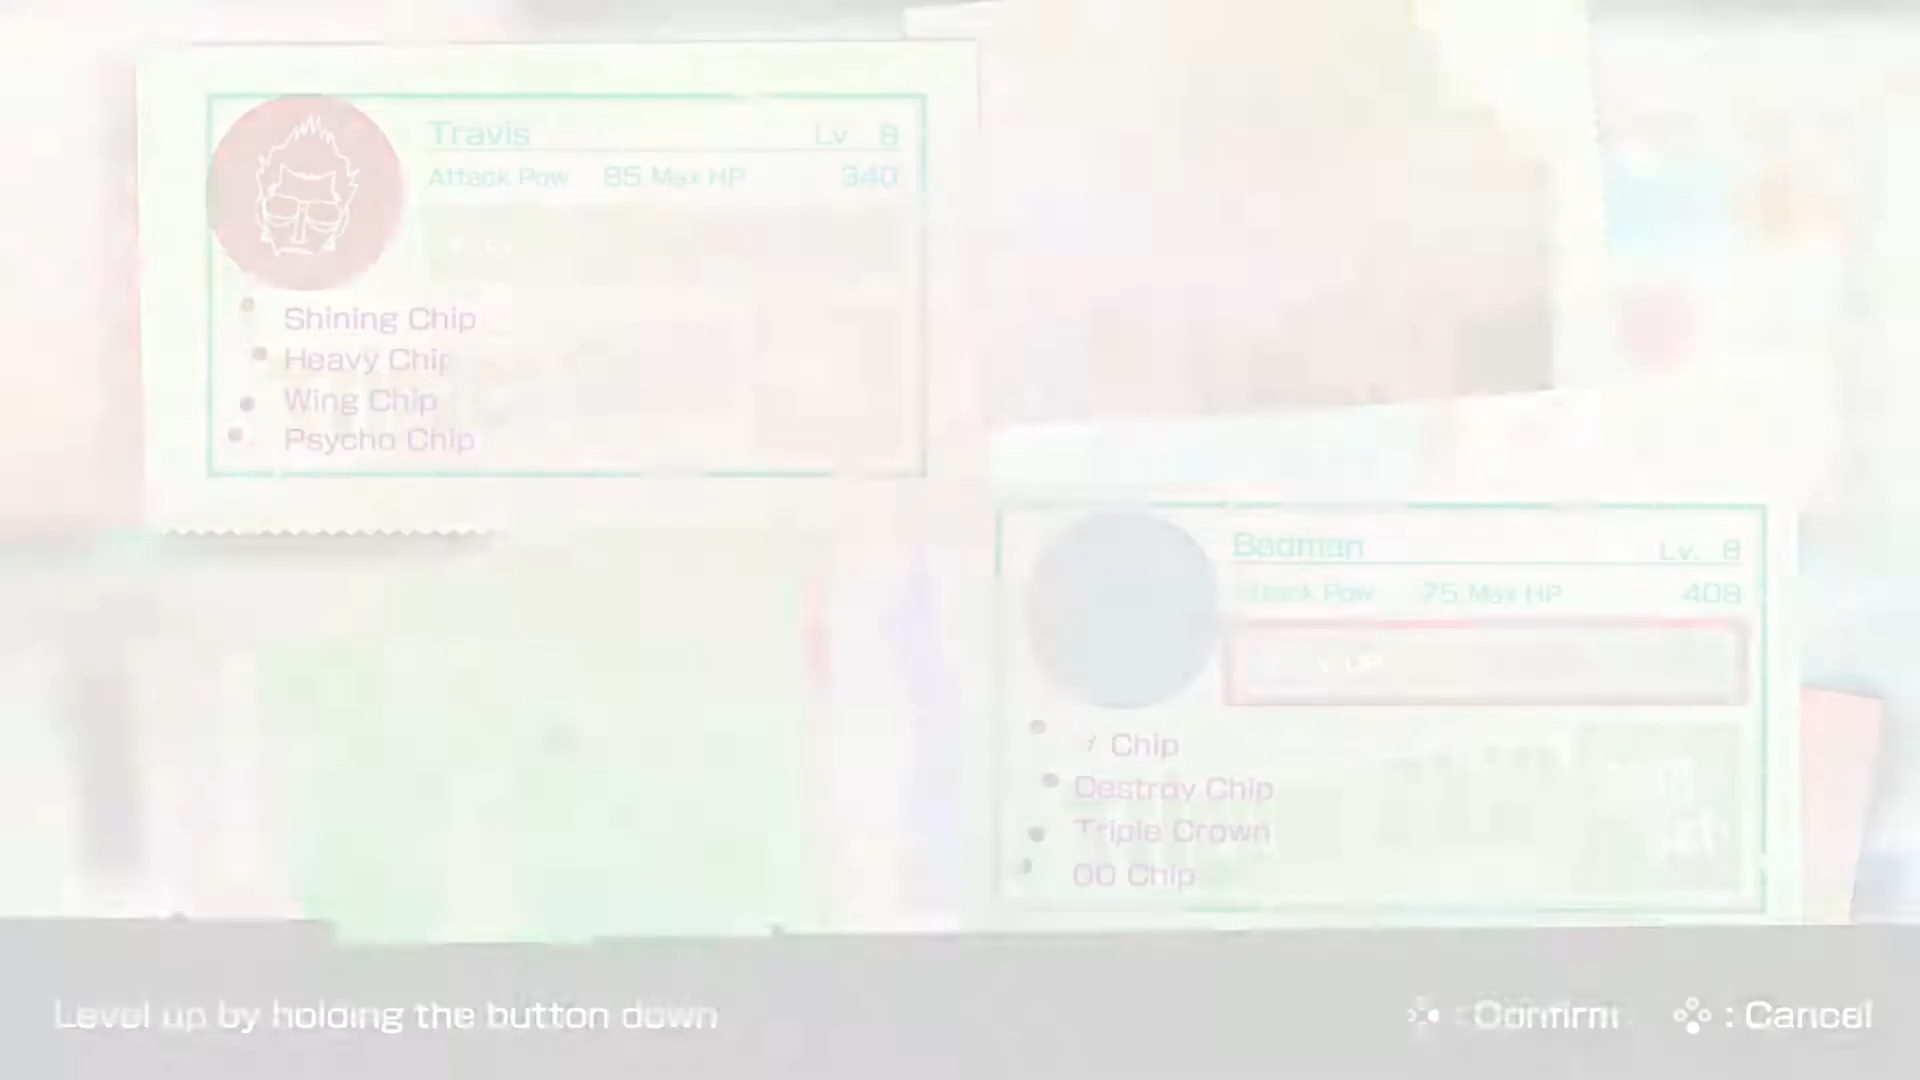 Travis Lv. 8
Attack Pow 85 Max HP 340
Shining Chip
Heavy Chip
Wing Chip
Psycho Chip
Badman Lv. 8
Attack Pow 75 Max HP 408
Chip
Destroy Chip
Triple Crown
00 Chip
Level up by holding the button down
: Confirm : Cancel